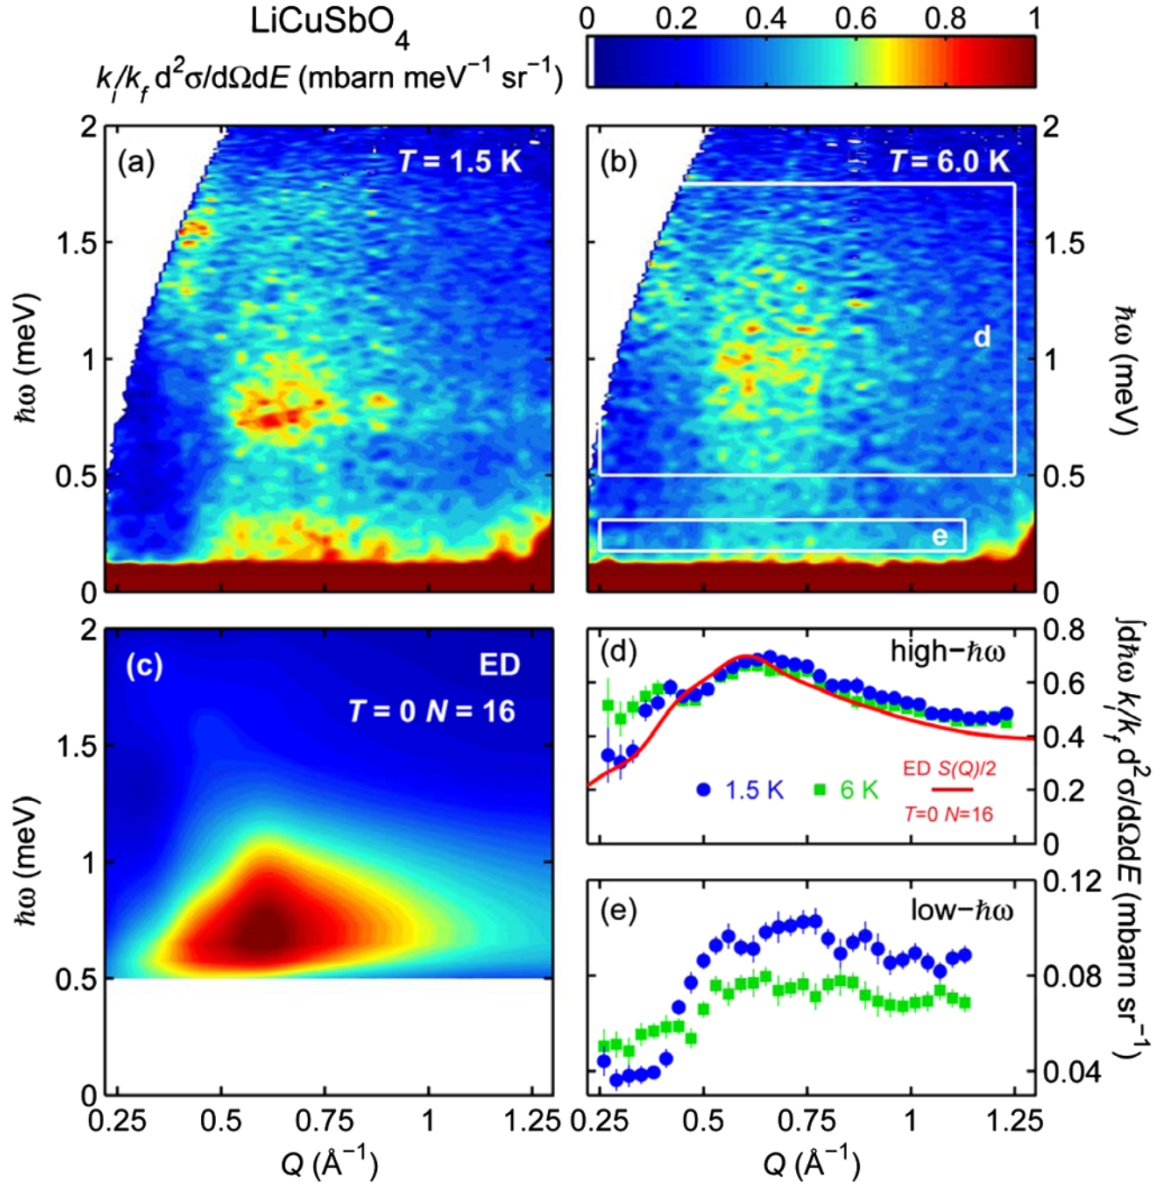 LiCuSbO₄
kᵢ/k_f d²σ/dΩdE (mbarn meV⁻¹ sr⁻¹)
0 0.2 0.4 0.6 0.8 1
(a) T = 1.5 K
2
1.5
1
0.5
0
ħω (meV)
(b) T = 6.0 K
d
e
2
1.5
1
0.5
0
ħω (meV)
(c) ED
T = 0 N = 16
2
1.5
1
0.5
0
ħω (meV)
0.25 0.5 0.75 1 1.25
Q (Å⁻¹)
(d) high−ħω
1.5 K 6 K
ED S(Q)/2
T=0 N=16
0.8
0.6
0.4
0.2
0
(e) low−ħω
0.12
0.08
0.04
∫dħω kᵢ/k_f d²σ/dΩdE (mbarn sr⁻¹)
0.25 0.5 0.75 1 1.25
Q (Å⁻¹)